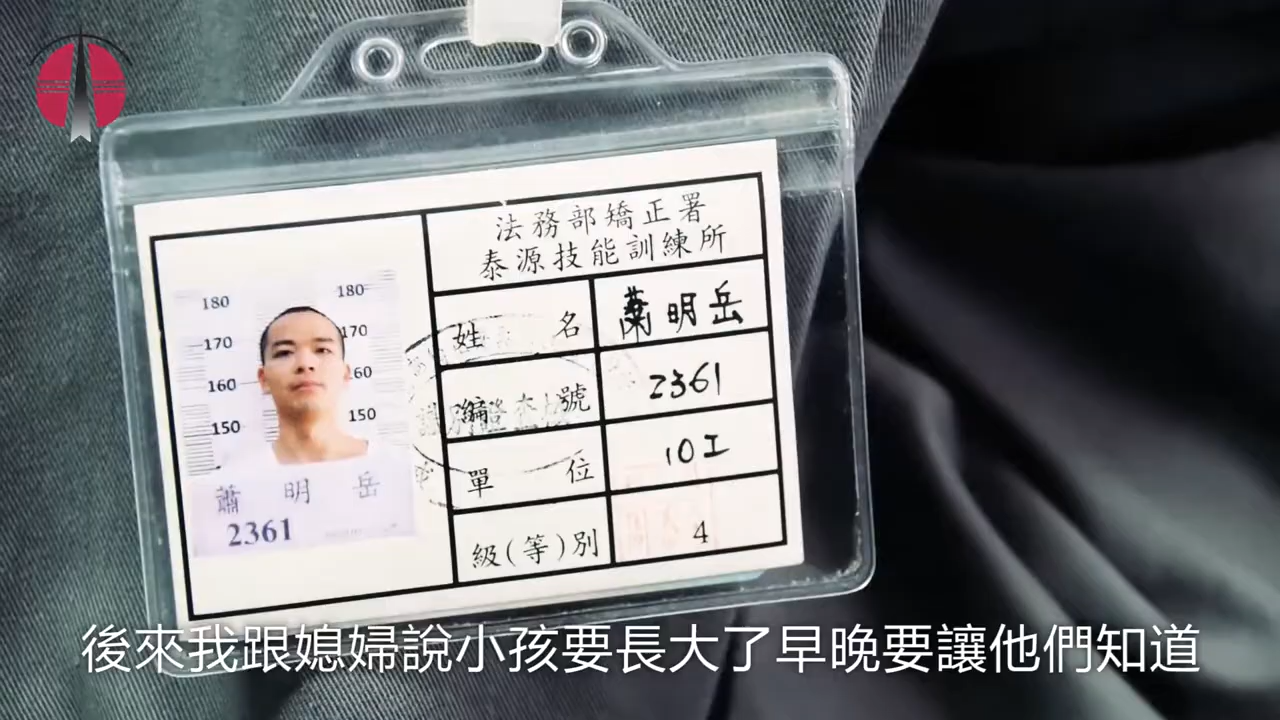 法務部矯正署
泰源技能訓練所
姓名 蕭明岳
編號 2361
單位 10工
級(等)別 4
180 180
170 170
160 160
150 150
蕭明岳
2361
後來我跟媳婦說小孩要長大了早晚要讓他們知道